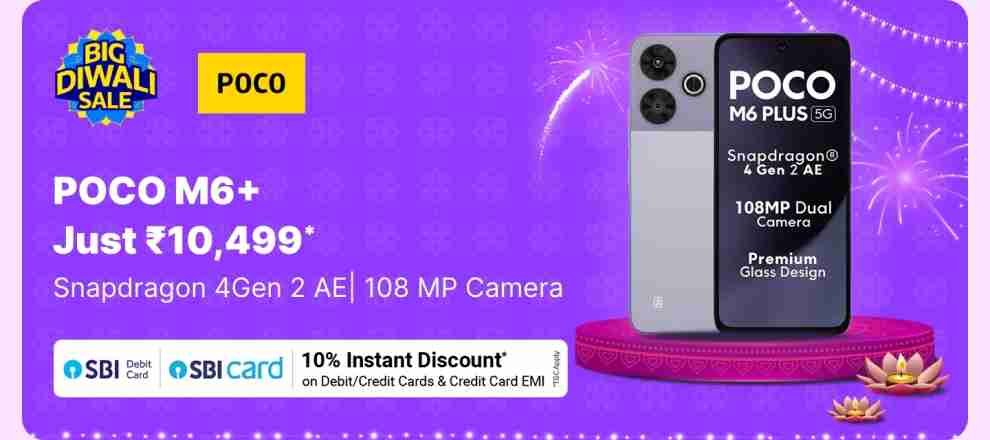 BIG
DIWALI
SALE
POCO
POCO M6+
Just ₹10,499*
Snapdragon 4Gen 2 AE| 108 MP Camera
SBI Debit Card
SBI card
10% Instant Discount*
on Debit/Credit Cards & Credit Card EMI
*T&C Apply
POCO
M6 PLUS 5G
Snapdragon®
4 Gen 2 AE
108MP Dual
Camera
Premium
Glass Design